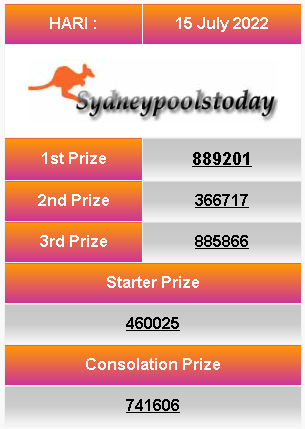 HARI : 15 July 2022
Sydneypoolstoday
1st Prize 889201
2nd Prize 366717
3rd Prize 885866
Starter Prize
460025
Consolation Prize
741606